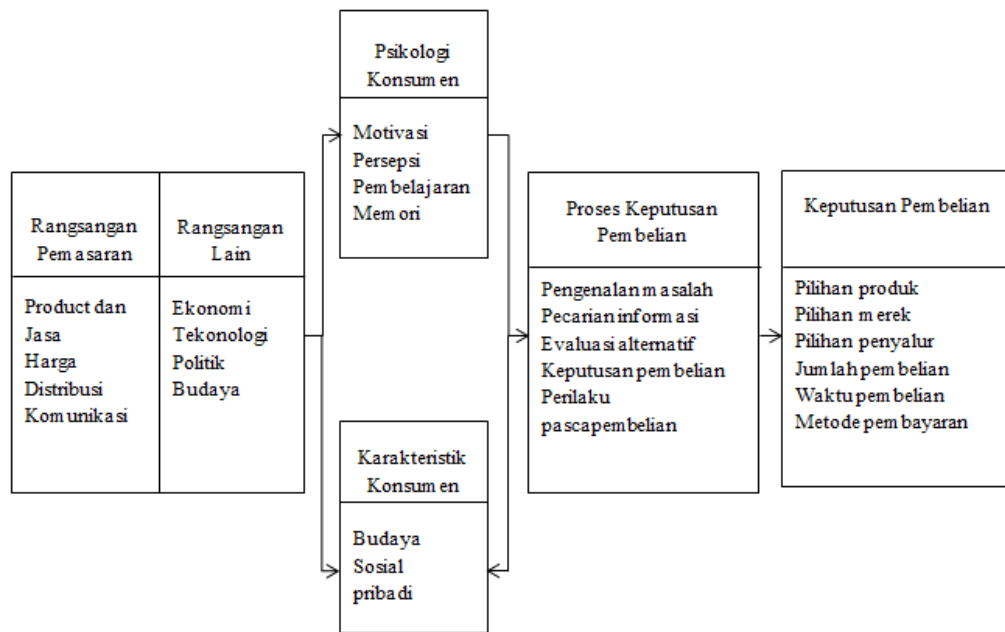 Rangsangan
Pemasaran
Product dan
Jasa
Harga
Distribusi
Komunikasi
Rangsangan
Lain
Ekonomi
Tekonologi
Politik
Budaya
Psikologi
Konsumen
Motivasi
Persepsi
Pembelajaran
Memori
Karakteristik
Konsumen
Budaya
Sosial
pribadi
Proses Keputusan
Pembelian
Pengenalan masalah
Pecarian informasi
Evaluasi alternatif
Keputusan pembelian
Perilaku
pascapembelian
Keputusan Pembelian
Pilihan produk
Pilihan merek
Pilihan penyalur
Jumlah pembelian
Waktu pembelian
Metode pembayaran